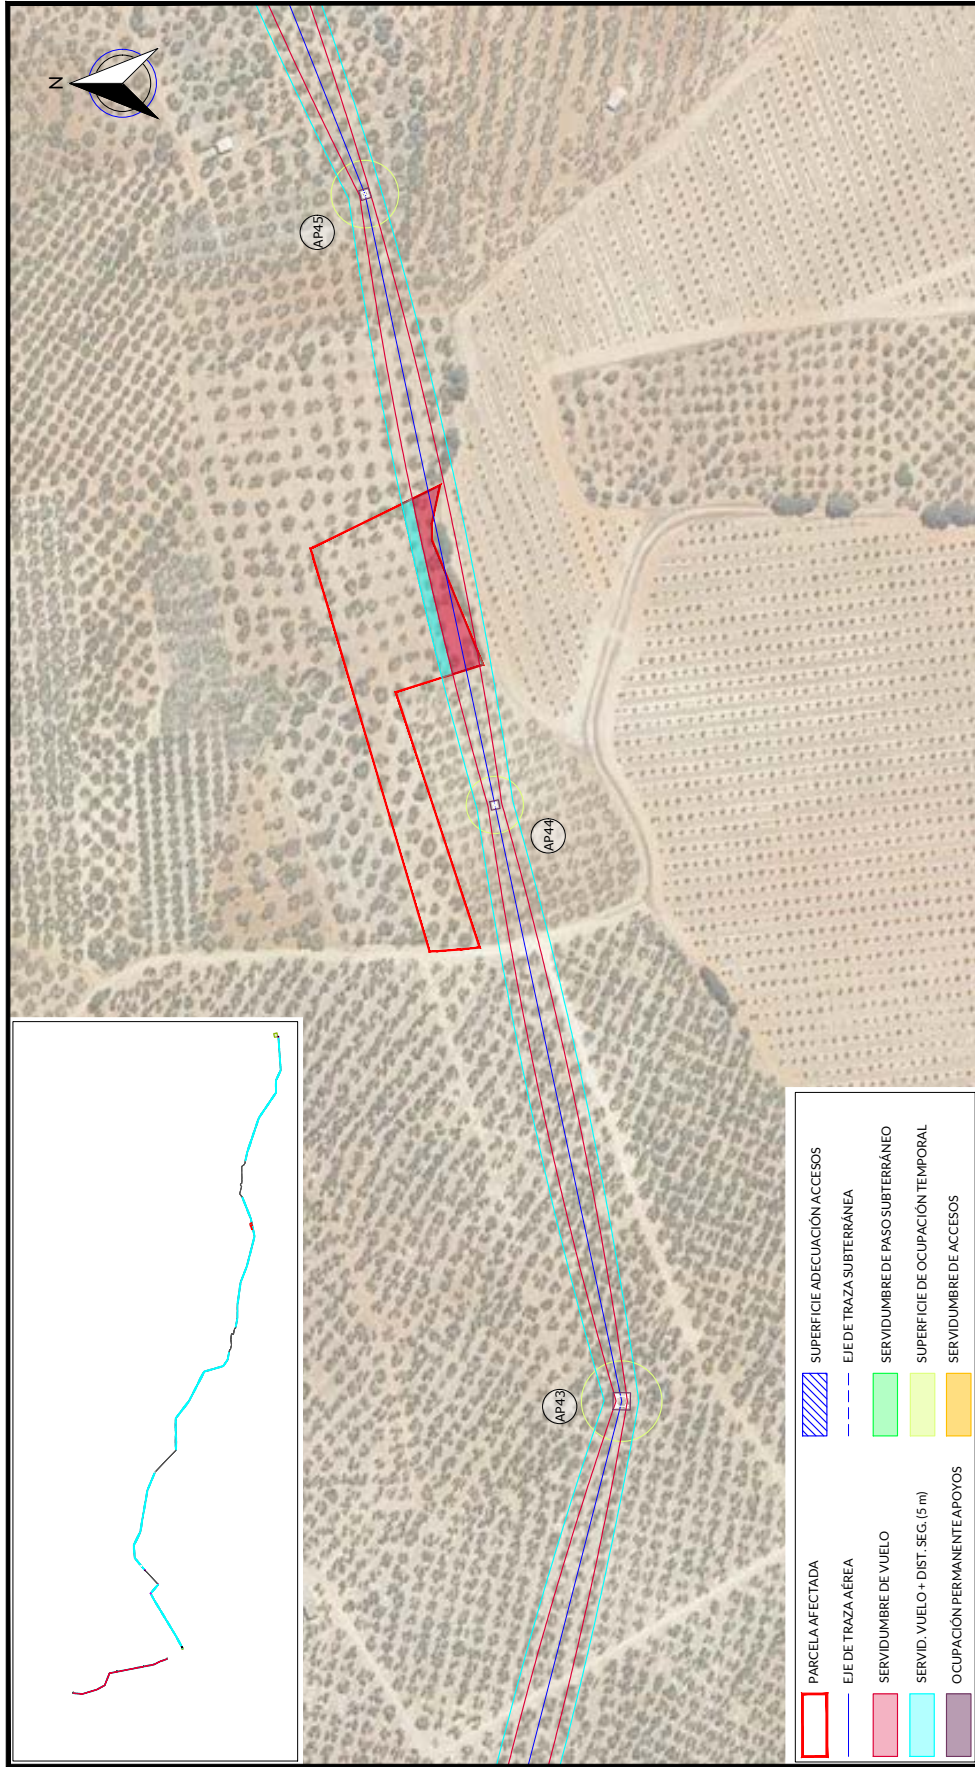 N
AP45
AP44
AP43
PARCELA AFECTADA
EJE DE TRAZA AÉREA
SERVIDUMBRE DE VUELO
SERVID. VUELO + DIST. SEG. (5 m)
OCUPACIÓN PERMANENTE APOYOS
SUPERFICIE ADECUACIÓN ACCESOS
EJE DE TRAZA SUBTERRÁNEA
SERVIDUMBRE DE PASO SUBTERRÁNEO
SUPERFICIE DE OCUPACIÓN TEMPORAL
SERVIDUMBRE DE ACCESOS